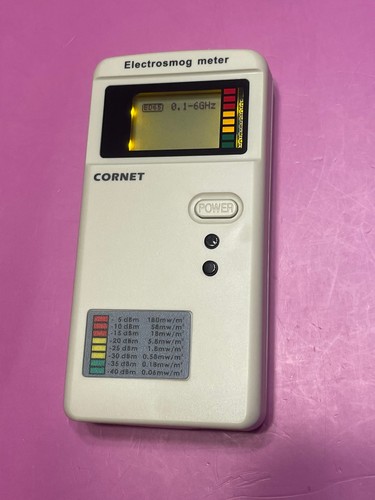 Electrosmog meter
0.1-6GHz
CORNET
POWER
- 5 dBm 180mw/m²
-10 dBm 58mw/m²
-15 dBm 18mw/m²
-20 dBm 5.8mw/m²
-25 dBm 1.8mw/m²
-30 dBm 0.58mw/m²
-35 dBm 0.18mw/m²
-40 dBm 0.06mw/m²